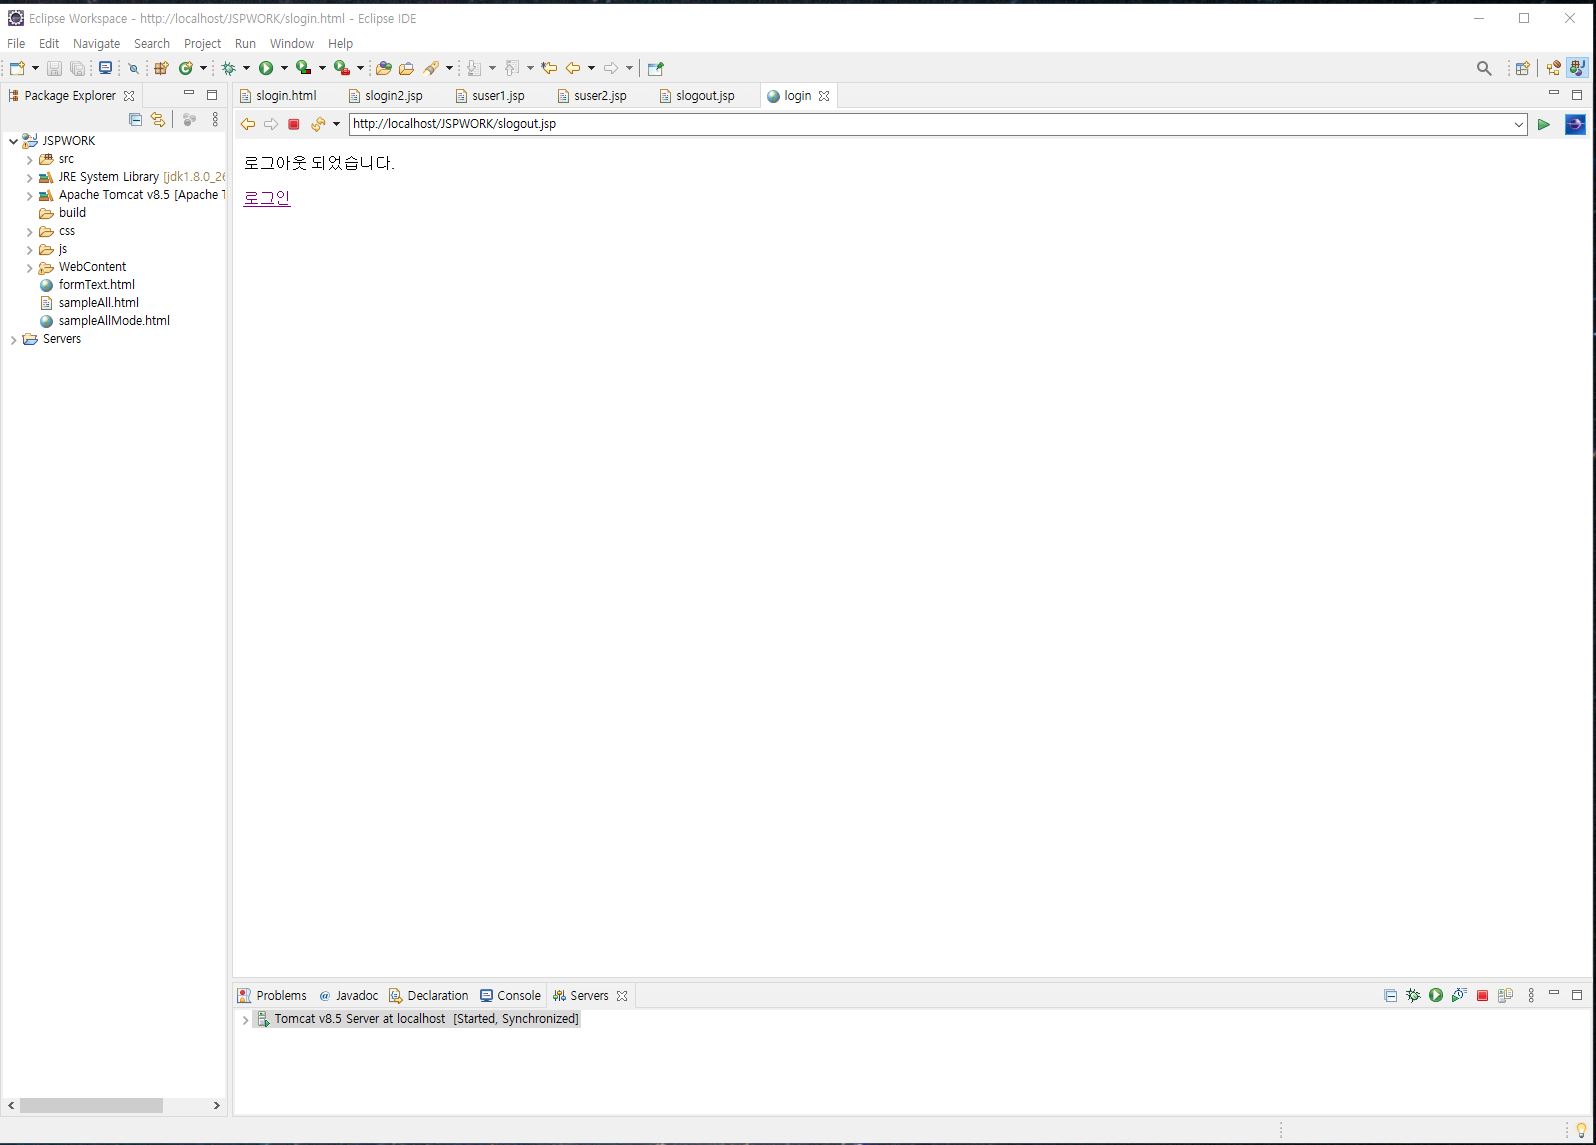 Eclipse Workspace - http://localhost/JSPWORK/slogin.html - Eclipse IDE
File Edit Navigate Search Project Run Window Help
Package Explorer
slogin.html slogin2.jsp suser1.jsp suser2.jsp slogout.jsp login
http://localhost/JSPWORK/slogout.jsp
JSPWORK
src
JRE System Library [jdk1.8.0_26
Apache Tomcat v8.5 [Apache T
build
css
js
WebContent
formText.html
sampleAll.html
sampleAllMode.html
Servers
로그아웃 되었습니다.
로그인
Problems @ Javadoc Declaration Console Servers
Tomcat v8.5 Server at localhost [Started, Synchronized]